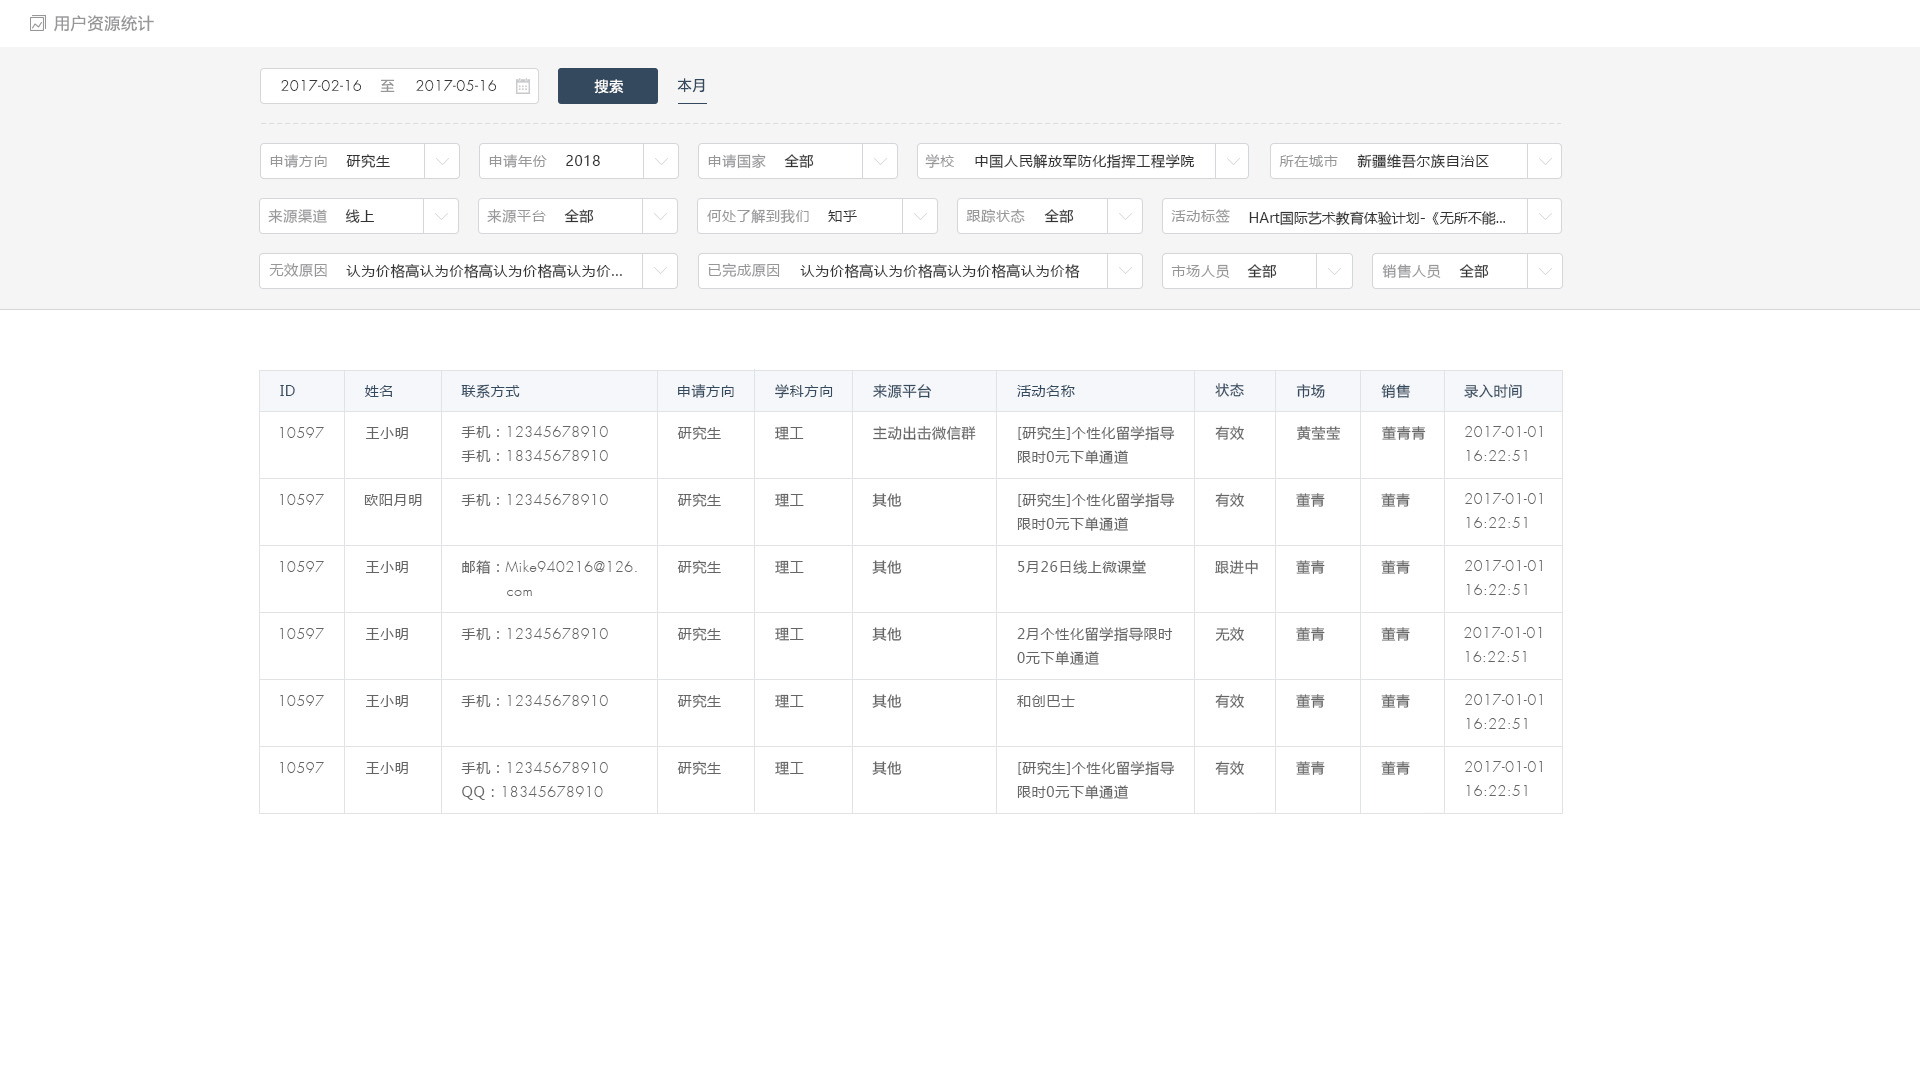 用户资源统计
2017-02-16 至 2017-05-16 搜索 本月
申请方向 研究生 申请年份 2018 申请国家 全部 学校 中国人民解放军防化指挥工程学院 所在城市 新疆维吾尔族自治区
来源渠道 线上 来源平台 全部 何处了解到我们 知乎 跟踪状态 全部 活动标签 HArt国际艺术教育体验计划-《无所不能...
无效原因 认为价格高认为价格高认为价格高认为价... 已完成原因 认为价格高认为价格高认为价格高认为价格 市场人员 全部 销售人员 全部
ID 姓名 联系方式 申请方向 学科方向 来源平台 活动名称 状态 市场 销售 录入时间
10597 王小明 手机：12345678910 研究生 理工 主动出击微信群 [研究生]个性化留学指导 有效 黄莹莹 董青青 2017-01-01
手机：18345678910 限时0元下单通道 16:22:51
10597 欧阳月明 手机：12345678910 研究生 理工 其他 [研究生]个性化留学指导 有效 董青 董青 2017-01-01
限时0元下单通道 16:22:51
10597 王小明 邮箱：Mike940216@126. 研究生 理工 其他 5月26日线上微课堂 跟进中 董青 董青 2017-01-01
com 16:22:51
10597 王小明 手机：12345678910 研究生 理工 其他 2月个性化留学指导限时 无效 董青 董青 2017-01-01
0元下单通道 16:22:51
10597 王小明 手机：12345678910 研究生 理工 其他 和创巴士 有效 董青 董青 2017-01-01
16:22:51
10597 王小明 手机：12345678910 研究生 理工 其他 [研究生]个性化留学指导 有效 董青 董青 2017-01-01
QQ：18345678910 限时0元下单通道 16:22:51